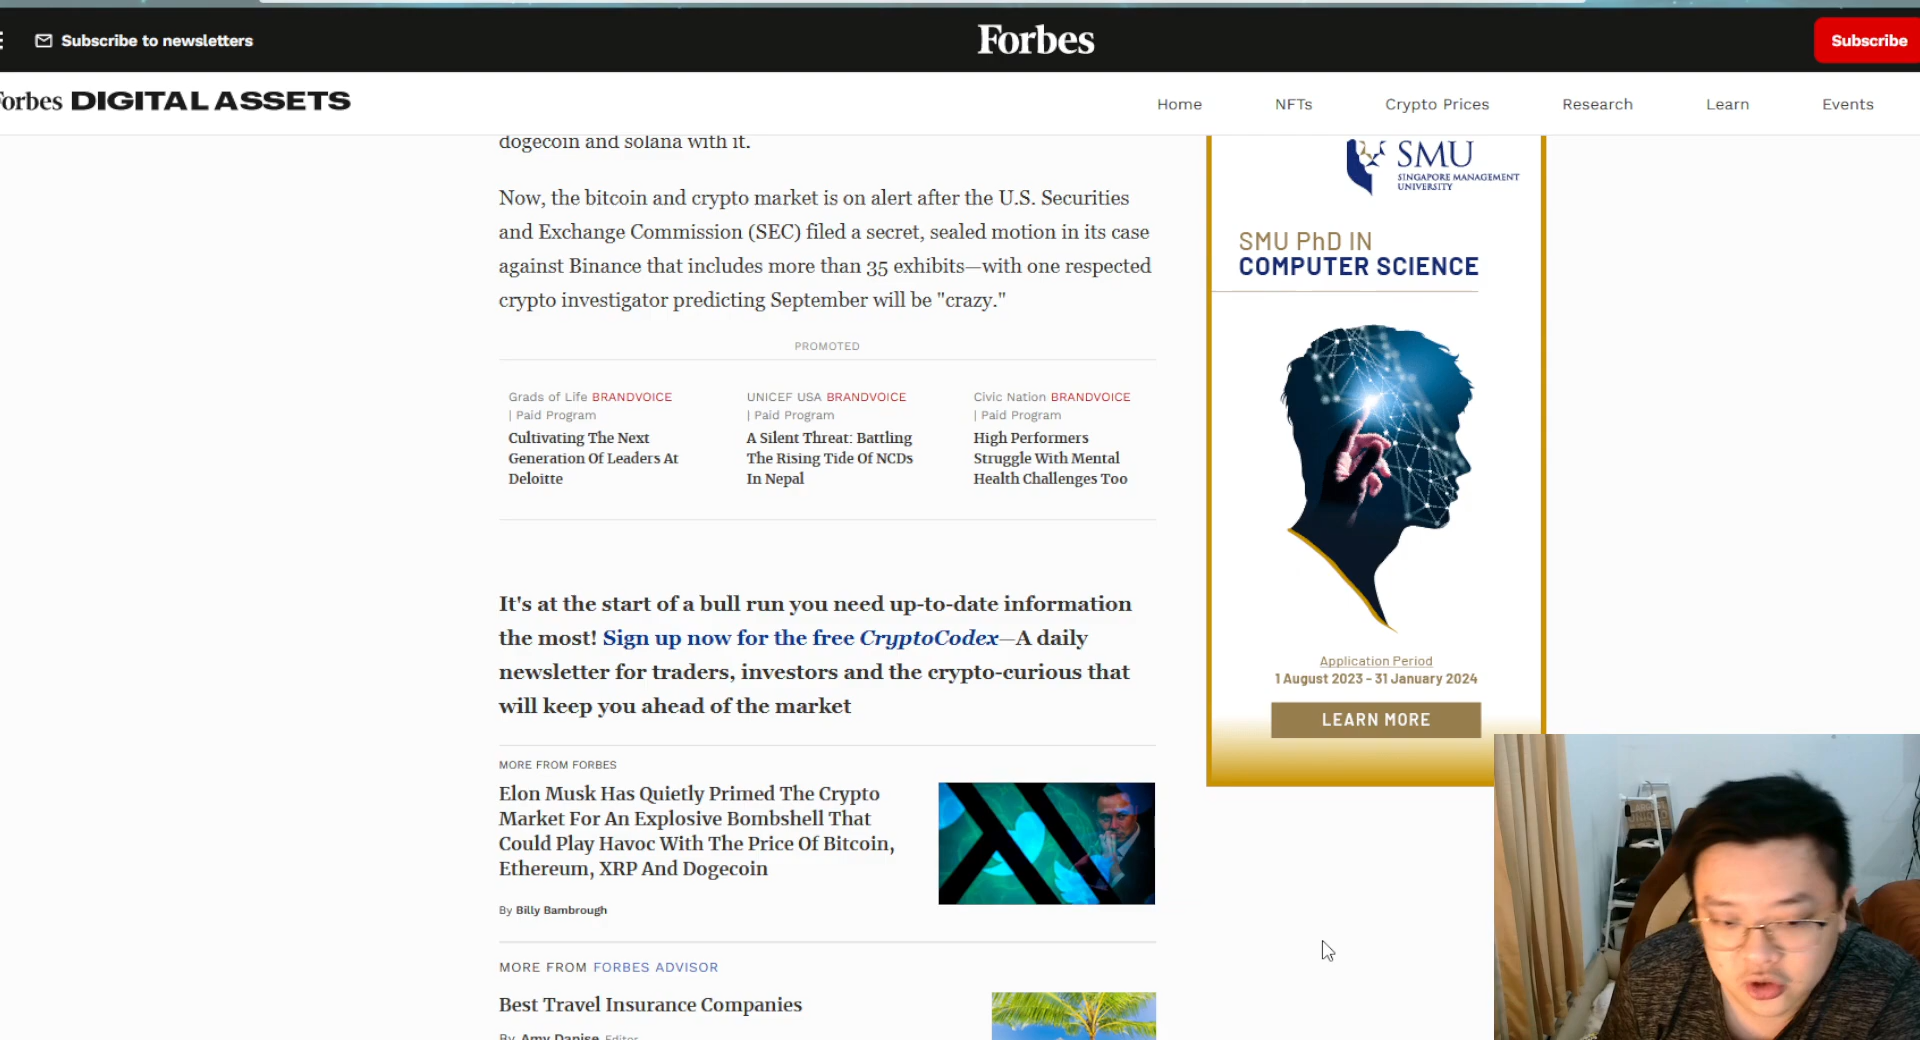 Subscribe to newsletters
Forbes
Subscribe
Forbes DIGITAL ASSETS
Home
NFTs
Crypto Prices
Research
Learn
Events
dogecoin and solana with it.
Now, the bitcoin and crypto market is on alert after the U.S. Securities
and Exchange Commission (SEC) filed a secret, sealed motion in its case
against Binance that includes more than 35 exhibits—with one respected
crypto investigator predicting September will be "crazy."
PROMOTED
Grads of Life BRANDVOICE
| Paid Program
Cultivating The Next
Generation Of Leaders At
Deloitte
UNICEF USA BRANDVOICE
| Paid Program
A Silent Threat: Battling
The Rising Tide Of NCDs
In Nepal
Civic Nation BRANDVOICE
| Paid Program
High Performers
Struggle With Mental
Health Challenges Too
It's at the start of a bull run you need up-to-date information
the most! Sign up now for the free CryptoCodex—A daily
newsletter for traders, investors and the crypto-curious that
will keep you ahead of the market
MORE FROM FORBES
Elon Musk Has Quietly Primed The Crypto
Market For An Explosive Bombshell That
Could Play Havoc With The Price Of Bitcoin,
Ethereum, XRP And Dogecoin
By Billy Bambrough
MORE FROM FORBES ADVISOR
Best Travel Insurance Companies
By Amy Danise Editor
SMU
SINGAPORE MANAGEMENT
UNIVERSITY
SMU PhD IN
COMPUTER SCIENCE
Application Period
1 August 2023 - 31 January 2024
LEARN MORE